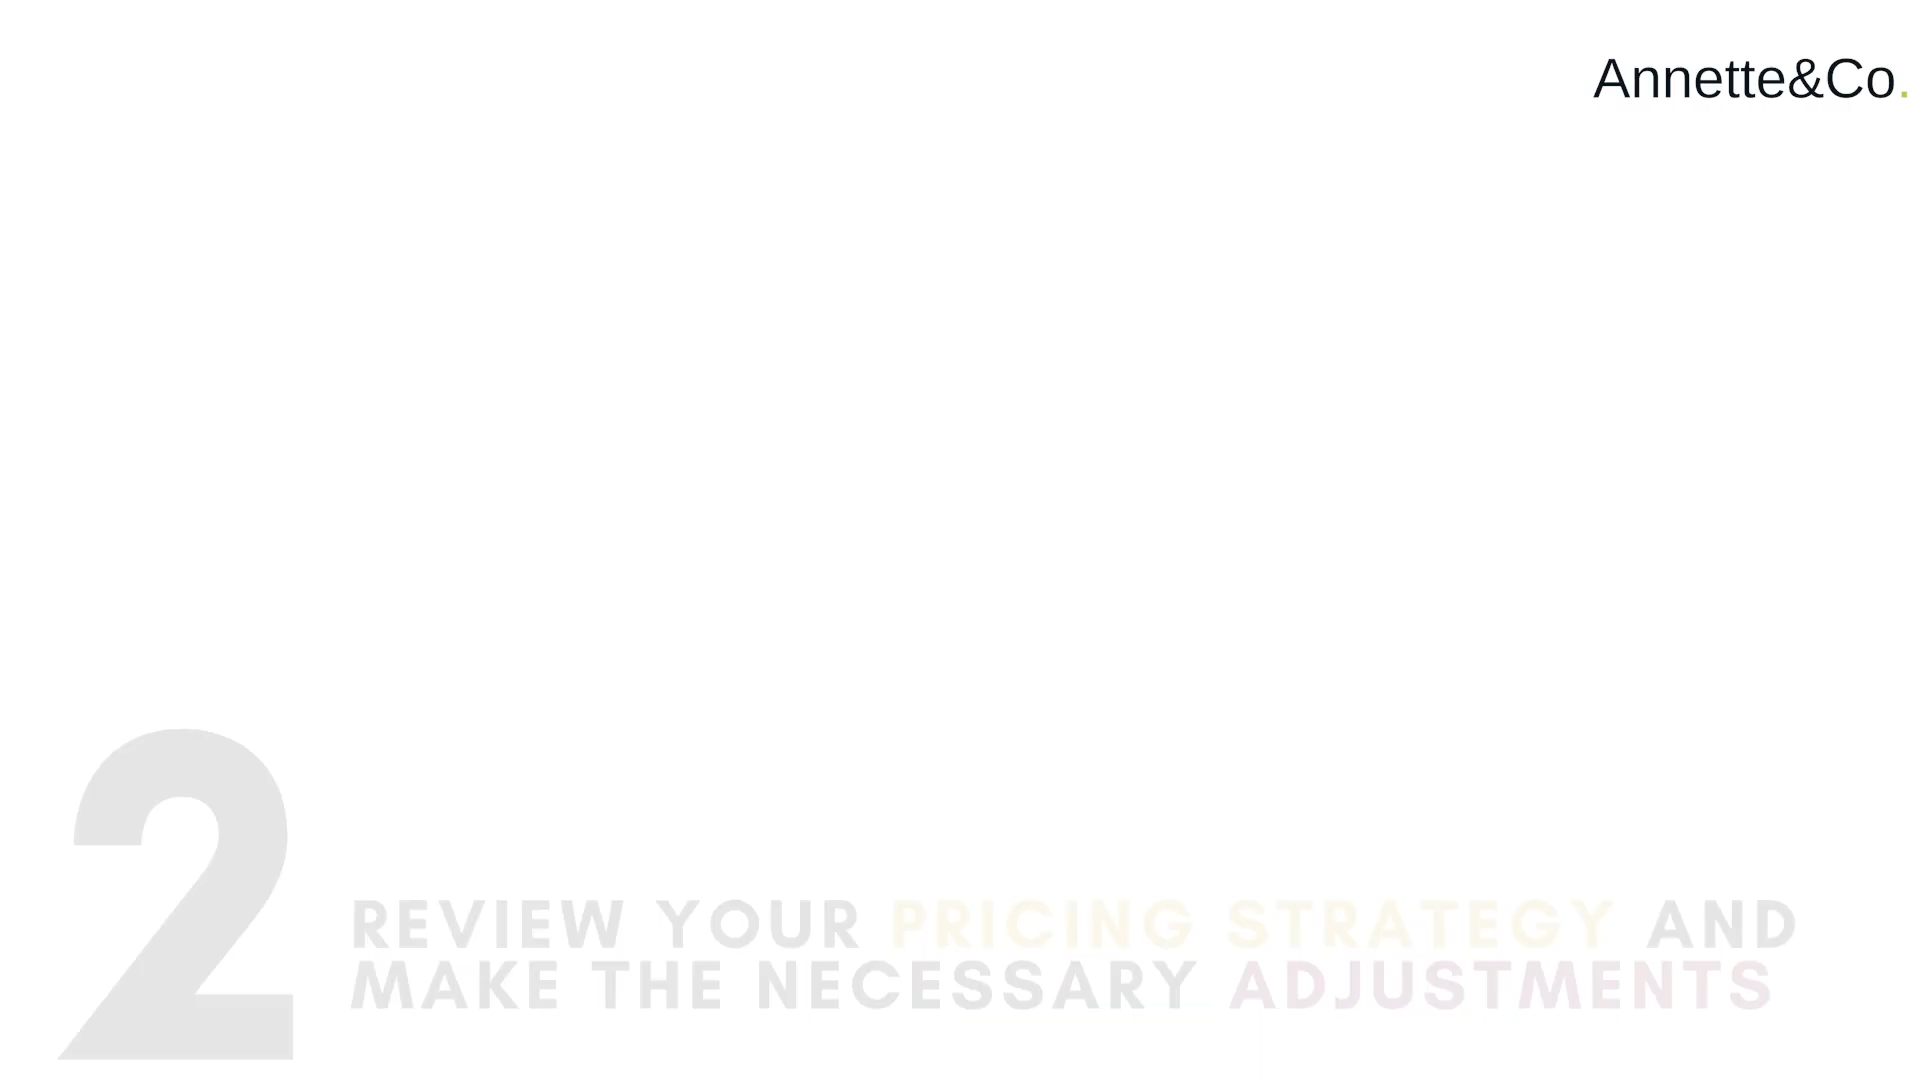 Annette&Co.
2
REVIEW YOUR PRICING STRATEGY AND
MAKE THE NECESSARY ADJUSTMENTS